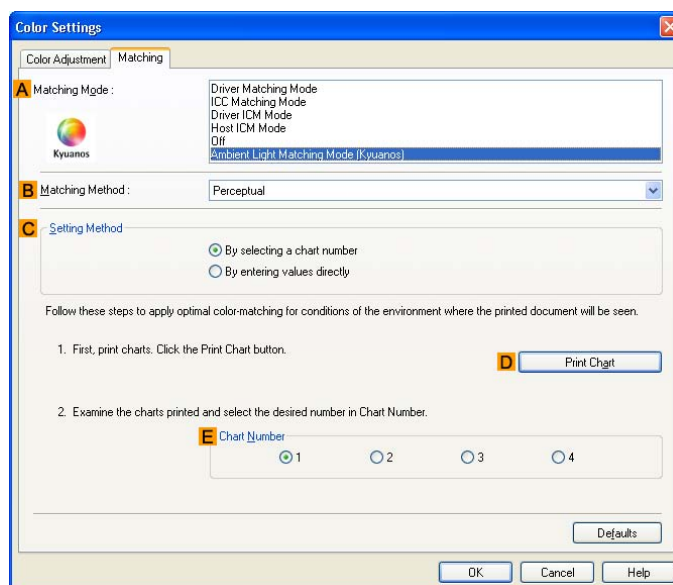 Color Settings
Color Adjustment Matching
A Matching Mode :
Driver Matching Mode
ICC Matching Mode
Driver ICM Mode
Host ICM Mode
Off
Ambient Light Matching Mode (Kyuanos)
Kyuanos
B Matching Method : Perceptual
C Setting Method
By selecting a chart number
By entering values directly
Follow these steps to apply optimal color-matching for conditions of the environment where the printed document will be seen.
1. First, print charts. Click the Print Chart button.
D Print Chart
2. Examine the charts printed and select the desired number in Chart Number.
E Chart Number
1 2 3 4
Defaults
OK Cancel Help